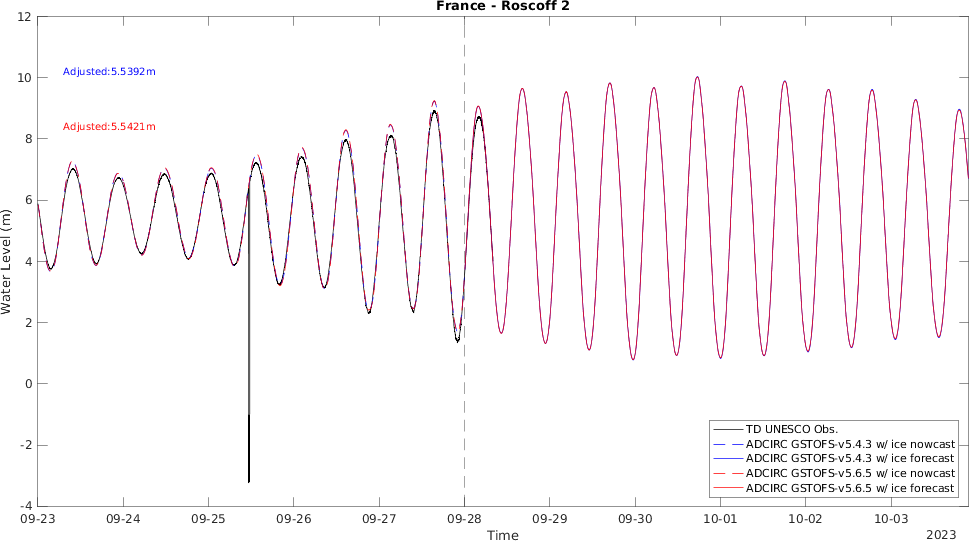 France - Roscoff 2
12
10
8
6
4
2
0
-2
-4
Water Level (m)
Adjusted:5.5392m
Adjusted:5.5421m
TD UNESCO Obs.
ADCIRC GSTOFS-v5.4.3 w/ ice nowcast
ADCIRC GSTOFS-v5.4.3 w/ ice forecast
ADCIRC GSTOFS-v5.6.5 w/ ice nowcast
ADCIRC GSTOFS-v5.6.5 w/ ice forecast
09-23 09-24 09-25 09-26 09-27 09-28 09-29 09-30 10-01 10-02 10-03
Time
2023